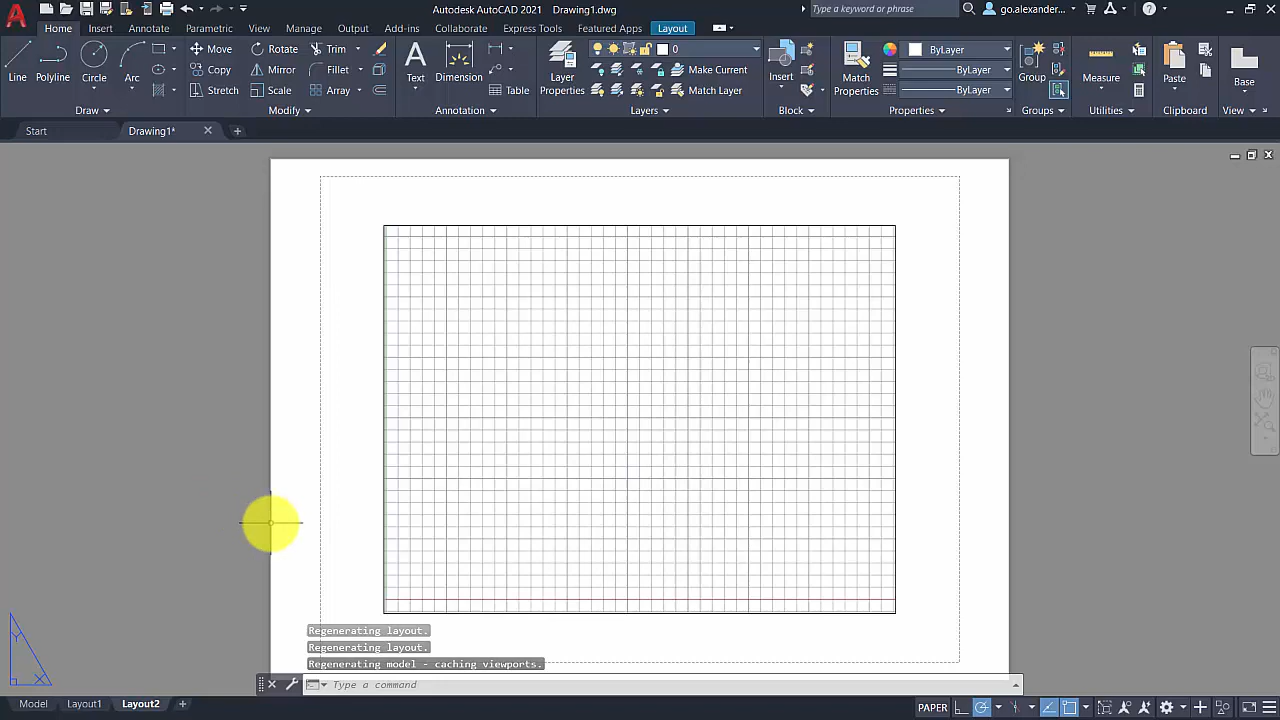 Autodesk AutoCAD 2021 Drawing1.dwg
Type a keyword or phrase
go.alexander...
Home Insert Annotate Parametric View Manage Output Add-ins Collaborate Express Tools Featured Apps Layout
Line Polyline Circle Arc
Move Rotate Trim
Copy Mirror Fillet
Stretch Scale Array
Text Dimension Table
Layer Properties
0
Make Current
Match Layer
Insert
Match Properties
ByLayer
ByLayer
ByLayer
Group
Measure
Paste
Base
Draw Modify Annotation Layers Block Properties Groups Utilities Clipboard View
Start Drawing1*
Y
X
Regenerating layout.
Regenerating layout.
Regenerating model - caching viewports.
Type a command
Model Layout1 Layout2
PAPER